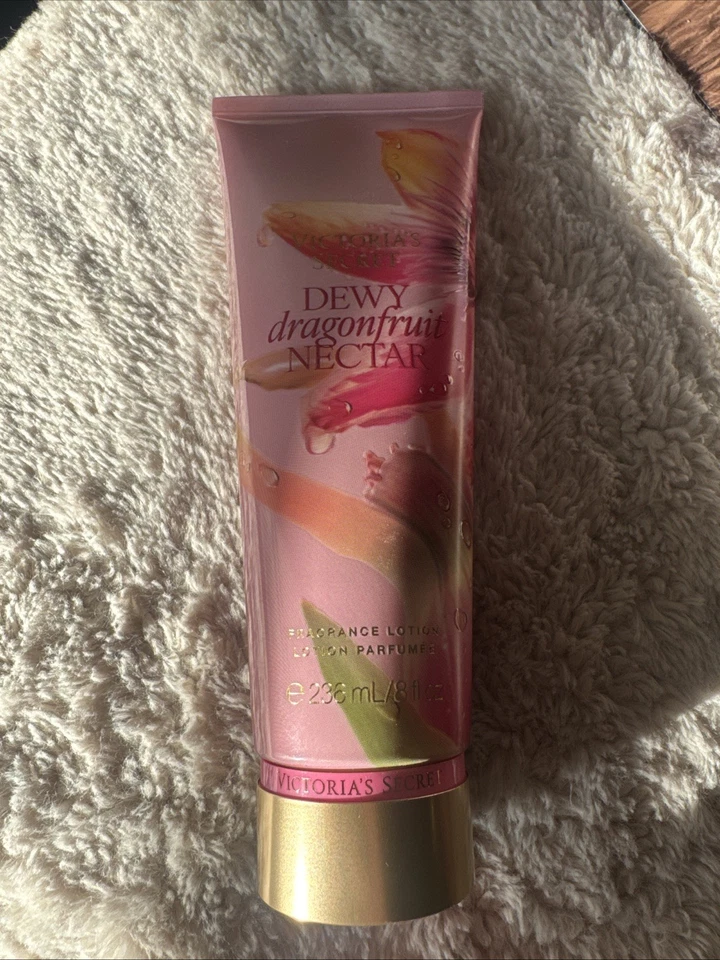 VICTORIA'S
SECRET
DEWY
dragonfruit
NECTAR
FRAGRANCE LOTION
LOTION PARFUMÉE
℮ 236 mL/8 fl oz
VICTORIA'S SECRET